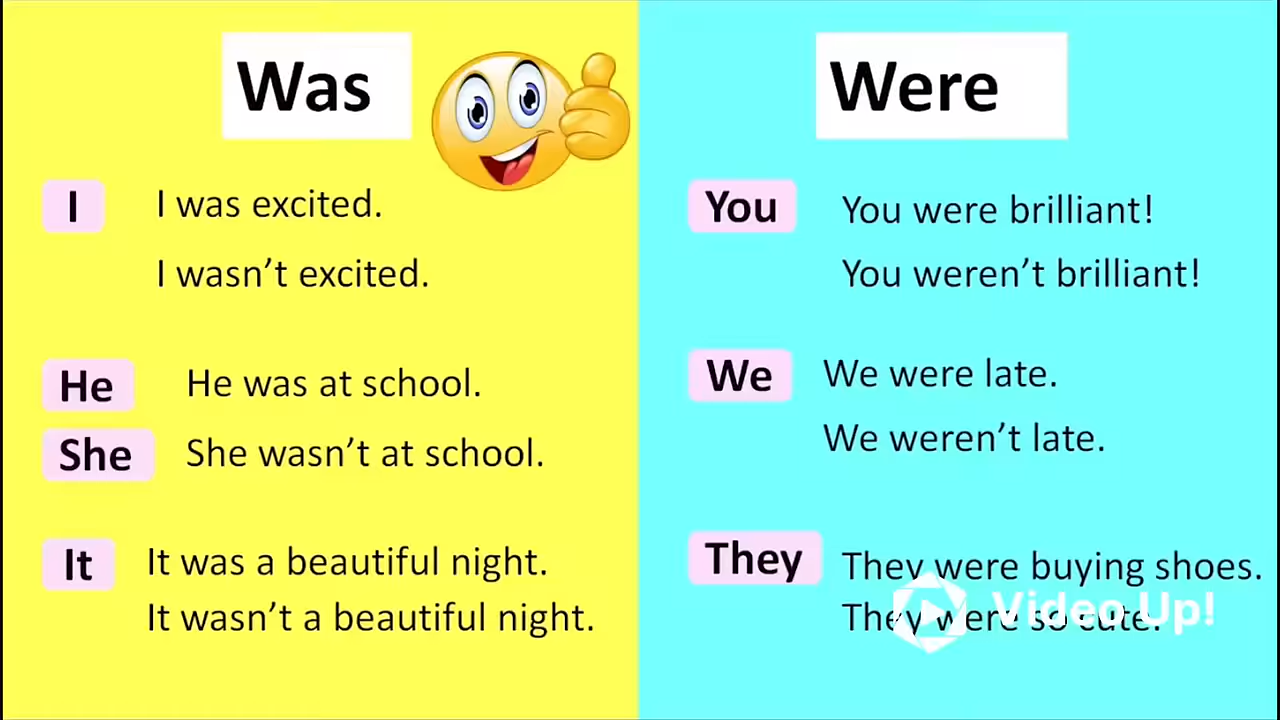 Was
I
I was excited.
I wasn’t excited.
He
He was at school.
She
She wasn’t at school.
It
It was a beautiful night.
It wasn’t a beautiful night.
Were
You
You were brilliant!
You weren’t brilliant!
We
We were late.
We weren’t late.
They
They were buying shoes.
They were so cute.
Video Up!